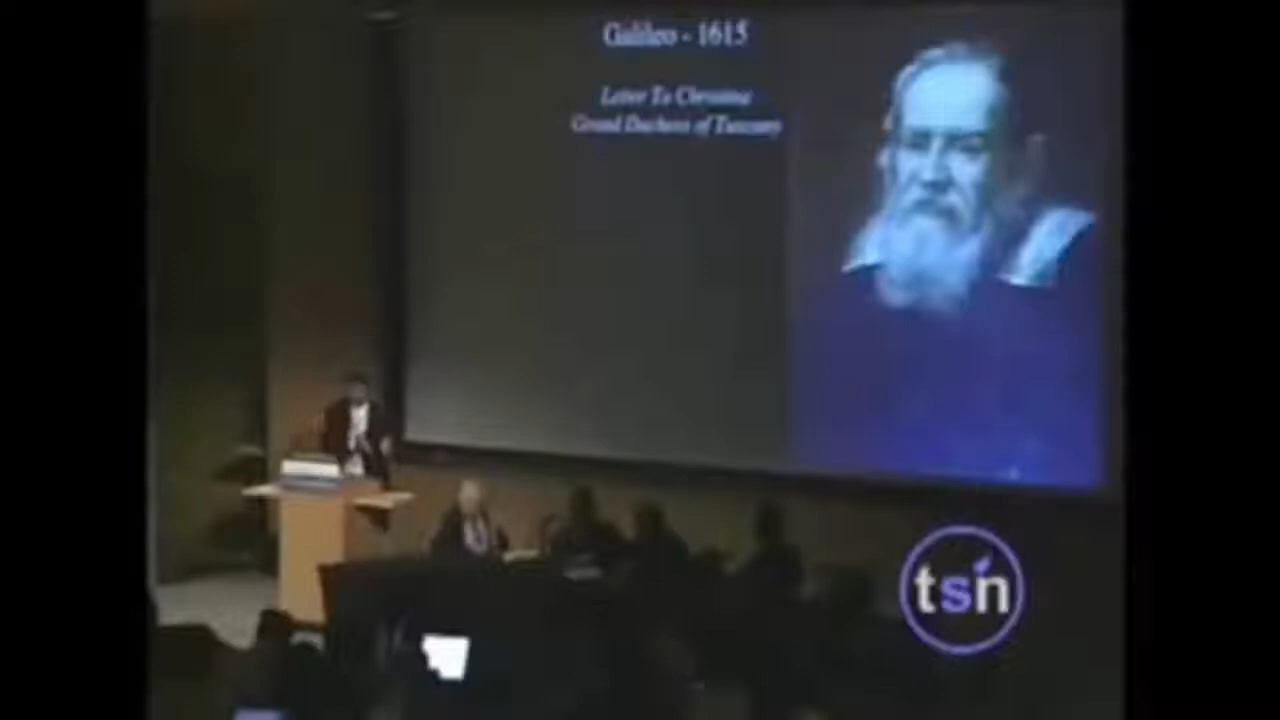 Galileo - 1615
Letter To Christina
Grand Duchess of Tuscany
tsn